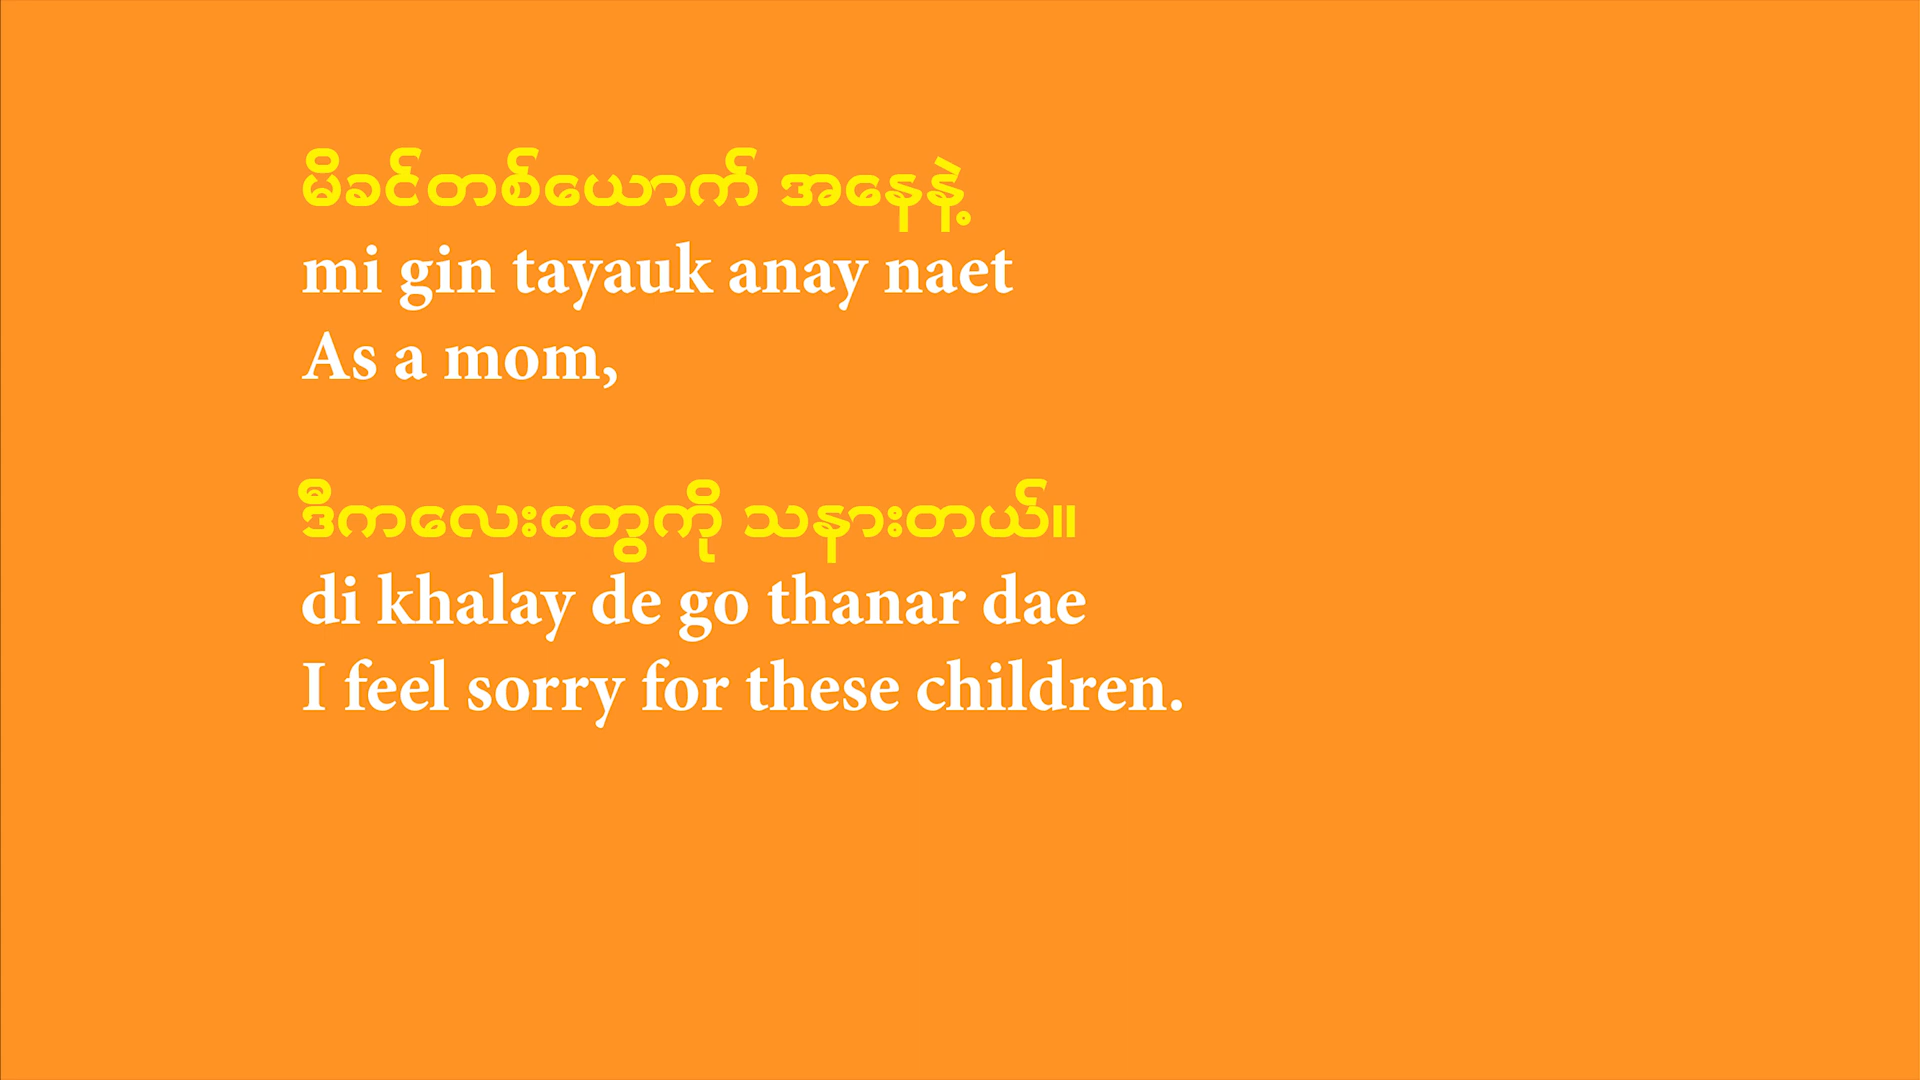 မိခင်တစ်ယောက် အနေနဲ့
mi gin tayauk anay naet
As a mom,
ဒီကလေးတွေကို သနားတယ်။
di khalay de go thanar dae
I feel sorry for these children.